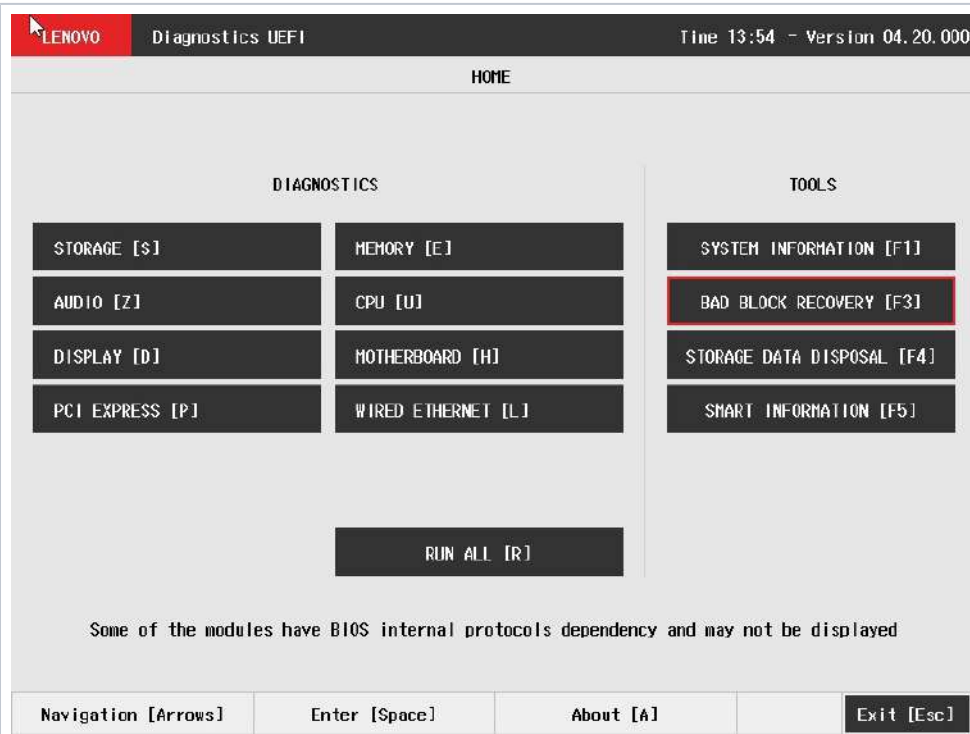 LENOVO Diagnostics UEFI Time 13:54 - Version 04.20.000
HOME
DIAGNOSTICS
TOOLS
STORAGE [S] MEMORY [E] SYSTEM INFORMATION [F1]
AUDIO [Z] CPU [U] BAD BLOCK RECOVERY [F3]
DISPLAY [D] MOTHERBOARD [H] STORAGE DATA DISPOSAL [F4]
PCI EXPRESS [P] WIRED ETHERNET [L] SMART INFORMATION [F5]
RUN ALL [R]
Some of the modules have BIOS internal protocols dependency and may not be displayed
Navigation [Arrows] Enter [Space] About [A] Exit [Esc]